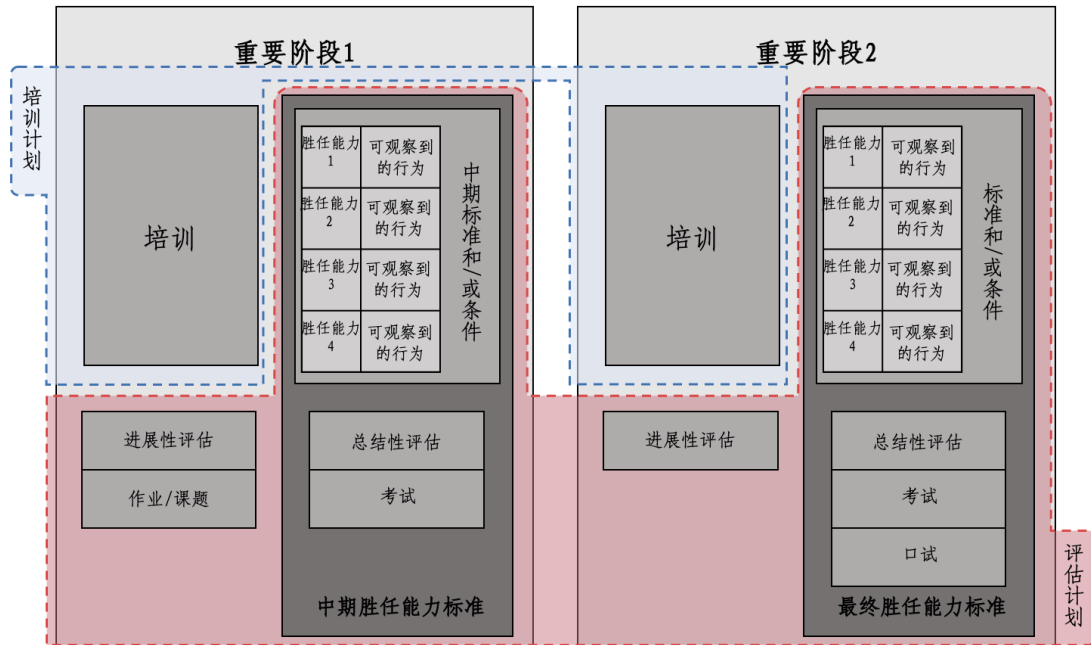 重要阶段1
重要阶段2
培训计划
培训
胜任能力
1
可观察到
的行为
胜任能力
2
可观察到
的行为
胜任能力
3
可观察到
的行为
胜任能力
4
可观察到
的行为
中期标准和/或条件
进展性评估
作业/课题
总结性评估
考试
中期胜任能力标准
培训
胜任能力
1
可观察到
的行为
胜任能力
2
可观察到
的行为
胜任能力
3
可观察到
的行为
胜任能力
4
可观察到
的行为
标准和/或条件
进展性评估
总结性评估
考试
口试
最终胜任能力标准
评估计划